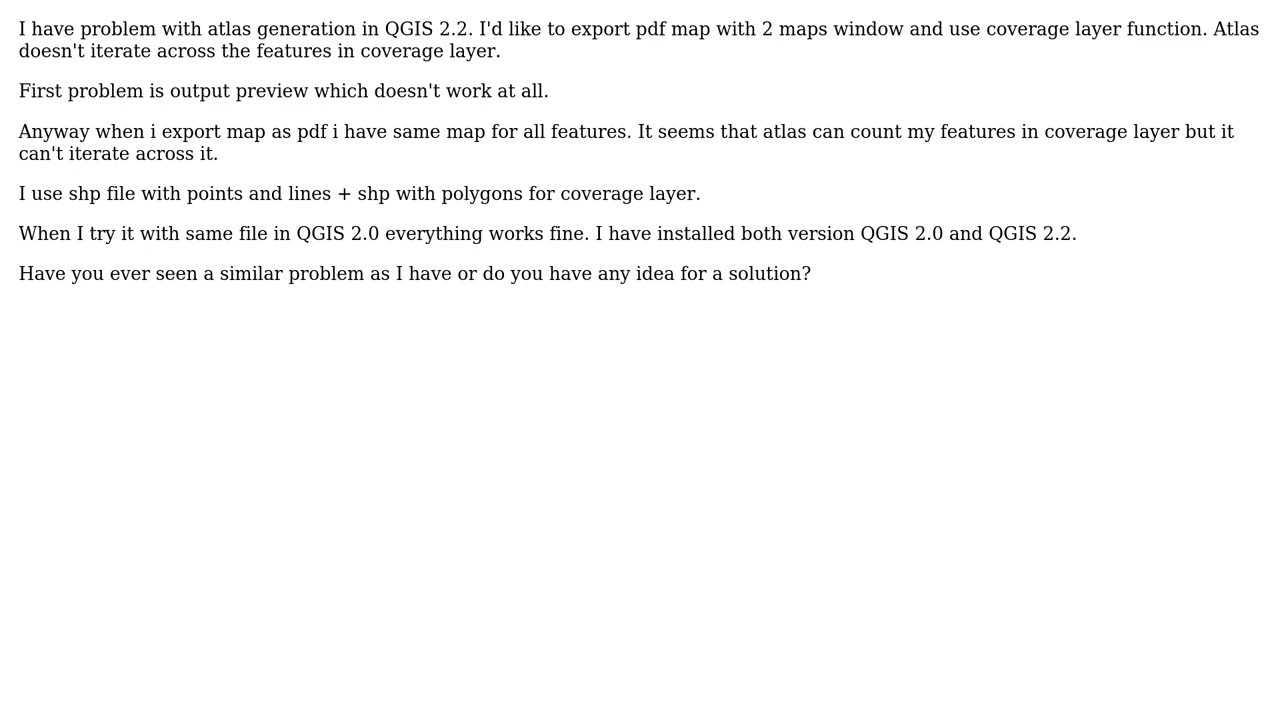 I have problem with atlas generation in QGIS 2.2. I'd like to export pdf map with 2 maps window and use coverage layer function. Atlas
doesn't iterate across the features in coverage layer.
First problem is output preview which doesn't work at all.
Anyway when i export map as pdf i have same map for all features. It seems that atlas can count my features in coverage layer but it
can't iterate across it.
I use shp file with points and lines + shp with polygons for coverage layer.
When I try it with same file in QGIS 2.0 everything works fine. I have installed both version QGIS 2.0 and QGIS 2.2.
Have you ever seen a similar problem as I have or do you have any idea for a solution?